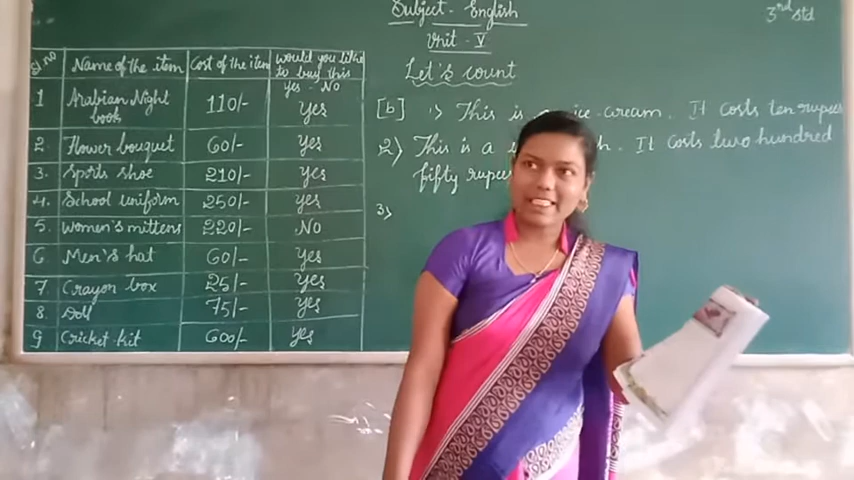 Subject - English
3rd std
Unit - V
Let's count
Sl.no Name of the item Cost of the item would you like to buy this Yes - No
1 Arabian Night book 110/- Yes
2. Flower bouquet 60/- Yes
3. Sports shoe 210/- Yes
4. School uniform 250/- Yes
5. women's mittens 220/- No
6 Men's hat 60/- Yes
7 Crayon box 25/- Yes
8 Doll 75/- Yes
9 Cricket kit 600/- Yes
[b] 1) This is ice-cream. It costs ten rupees
2) This is a It costs two hundred
fifty rupees
3)